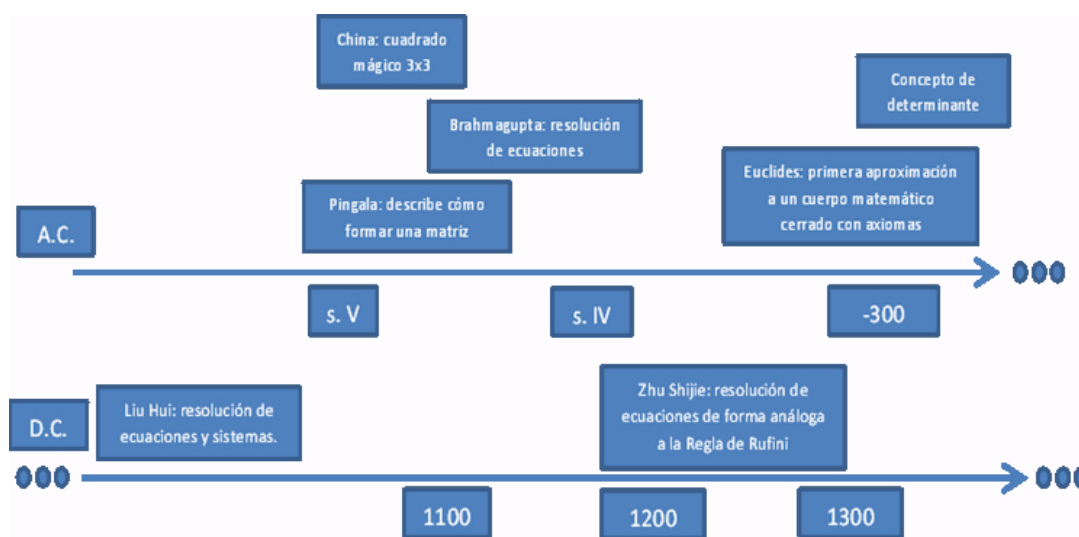 China: cuadrado
mágico 3x3
Concepto de
determinante
Brahmagupta: resolución
de ecuaciones
Euclides: primera aproximación
a un cuerpo matemático
cerrado con axiomas
Pingala: describe cómo
formar una matriz
A.C.
s. V
s. IV
-300
D.C.
Liu Hui: resolución de
ecuaciones y sistemas.
Zhu Shijie: resolución de
ecuaciones de forma análoga
a la Regla de Rufini
1100
1200
1300